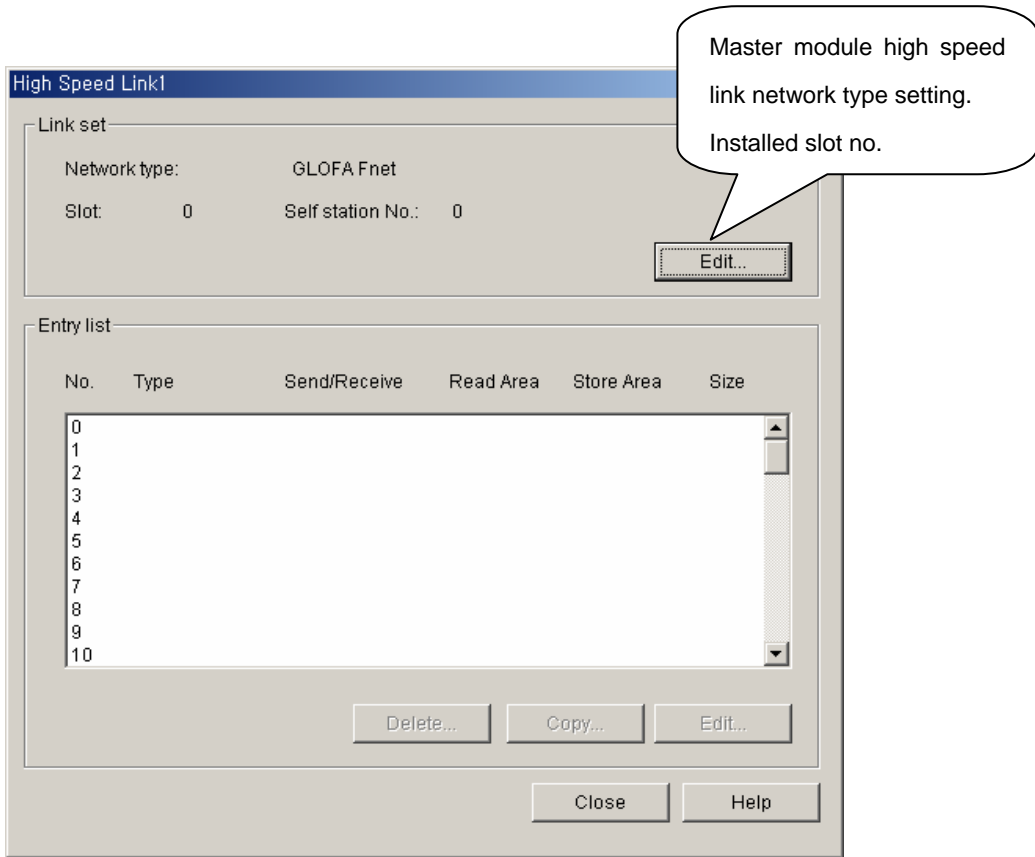 Master module high speed
link network type setting.
Installed slot no.
High Speed Link1
Link set
Network type: GLOFA Fnet
Slot: 0 Self station No.: 0
Edit...
Entry list
No. Type Send/Receive Read Area Store Area Size
0
1
2
3
4
5
6
7
8
9
10
Delete... Copy... Edit...
Close Help